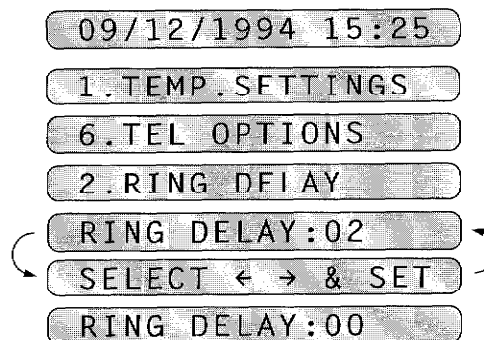 09/12/1994 15:25
1.TEMP.SETTINGS
6.TEL OPTIONS
2.RING DELAY
RING DELAY:02
SELECT ← → & SET
RING DELAY:00